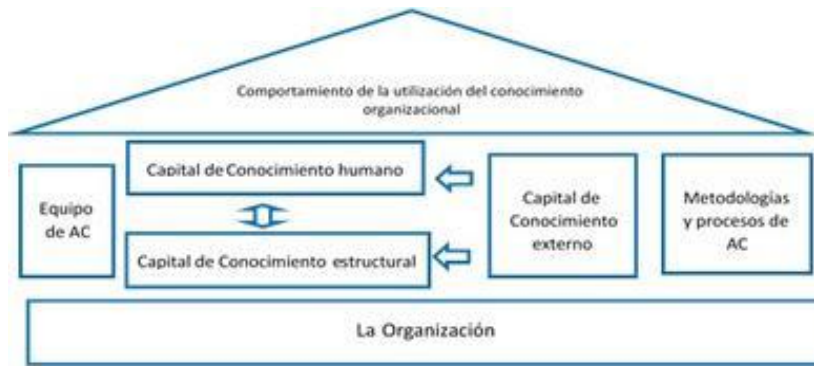 Comportamiento de la utilización del conocimiento
organizacional
Equipo
de AC
Capital de Conocimiento humano
Capital de Conocimiento estructural
Capital de
Conocimiento
externo
Metodologías
y procesos de
AC
La Organización